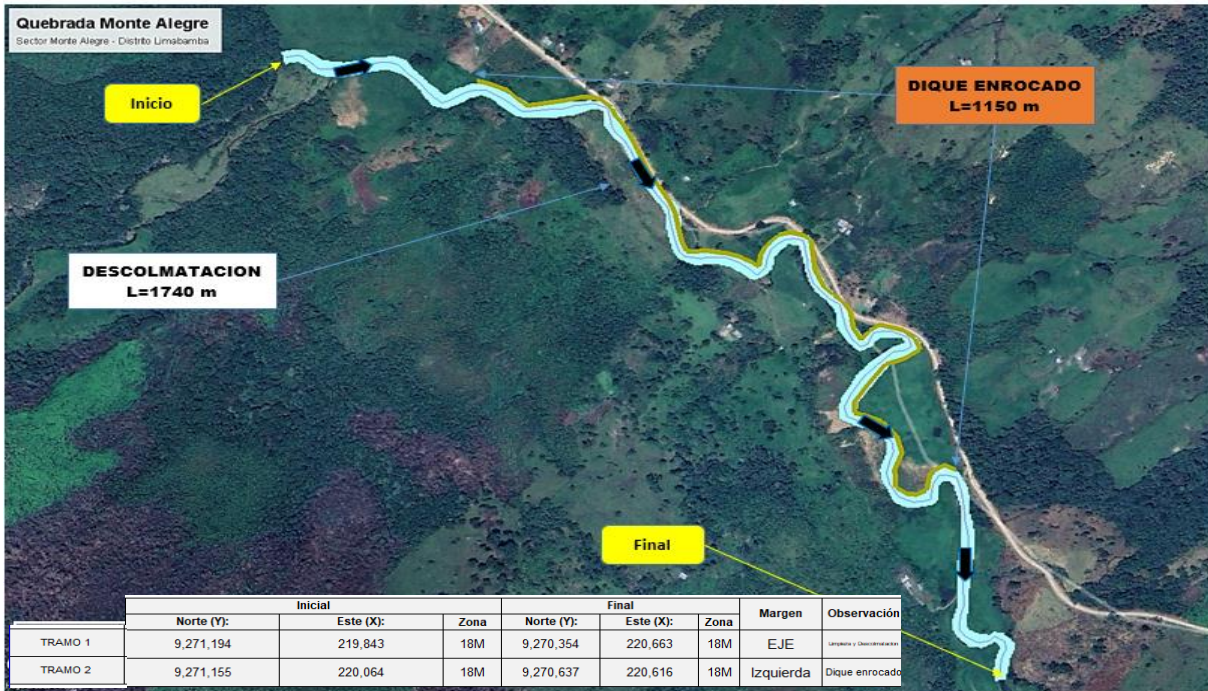 Quebrada Monte Alegre
Sector Monte Alegre - Distrito Limabamba
Inicio
DIQUE ENROCADO
L=1150 m
DESCOLMATACION
L=1740 m
Final
Inicial Final Margen Observación
Norte (Y): Este (X): Zona Norte (Y): Este (X): Zona
TRAMO 1 9,271,194 219,843 18M 9,270,354 220,663 18M EJE Limpieza y Descolmatacion
TRAMO 2 9,271,155 220,064 18M 9,270,637 220,616 18M Izquierda Dique enrocado